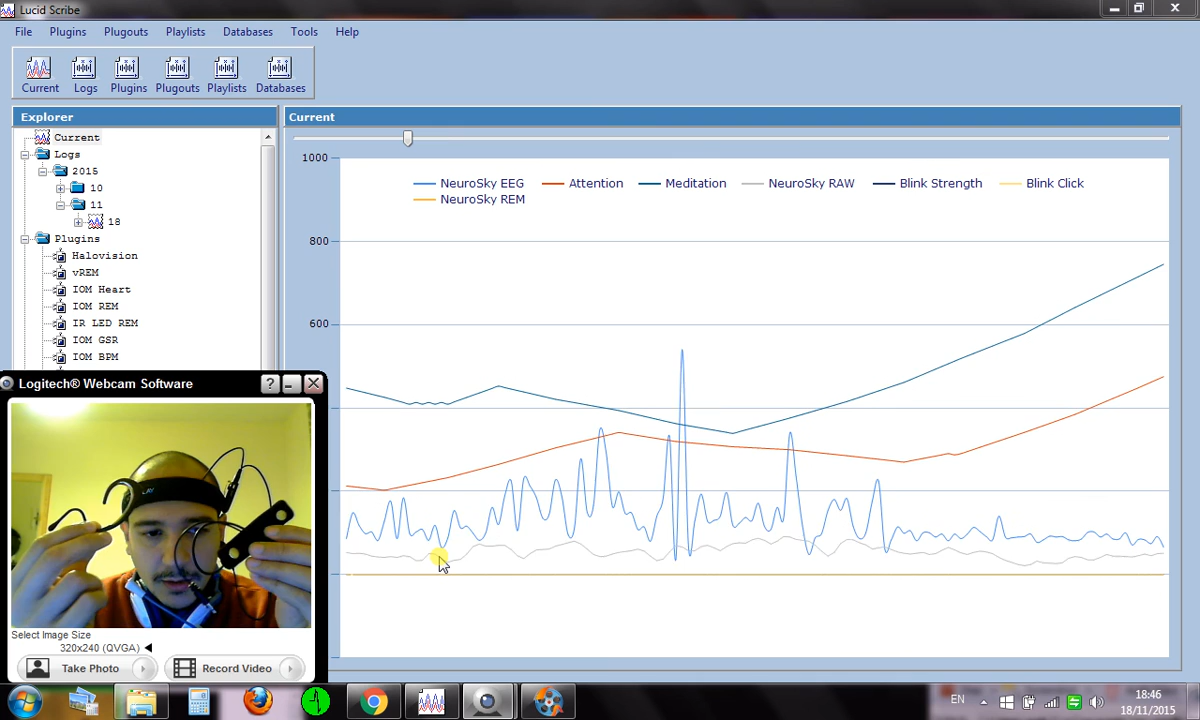 Lucid Scribe
File Plugins Plugouts Playlists Databases Tools Help
Current Logs Plugins Plugouts Playlists Databases
Explorer
Current
Logs
2015
10
11
18
Plugins
Halovision
vREM
IOM Heart
IOM REM
IR LED REM
IOM GSR
IOM BPM
Current
1000
800
600
NeuroSky EEG Attention Meditation NeuroSky RAW Blink Strength Blink Click
NeuroSky REM
Logitech® Webcam Software
Select Image Size
320x240 (QVGA)
Take Photo Record Video
EN
18:46
18/11/2015